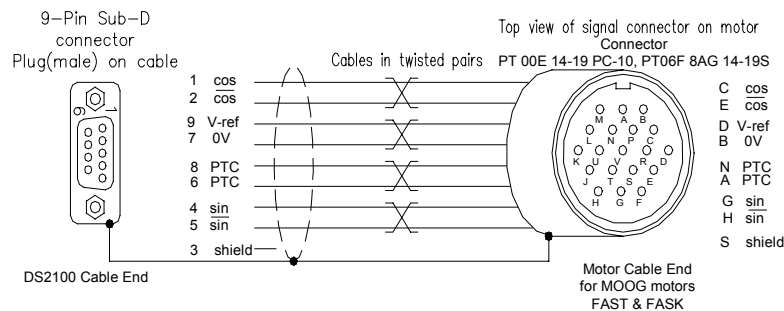 9-Pin Sub-D
connector
Plug(male) on cable
Cables in twisted pairs
Top view of signal connector on motor
Connector
PT 00E 14-19 PC-10, PT06F 8AG 14-19S
9
1
1 cos
2 cos
9 V-ref
7 0V
8 PTC
6 PTC
4 sin
5 sin
3 shield
M A B
L N P C
K U V R D
J T S E
H G F
C cos
E cos
D V-ref
B 0V
N PTC
A PTC
G sin
H sin
S shield
DS2100 Cable End
Motor Cable End
for MOOG motors
FAST & FASK